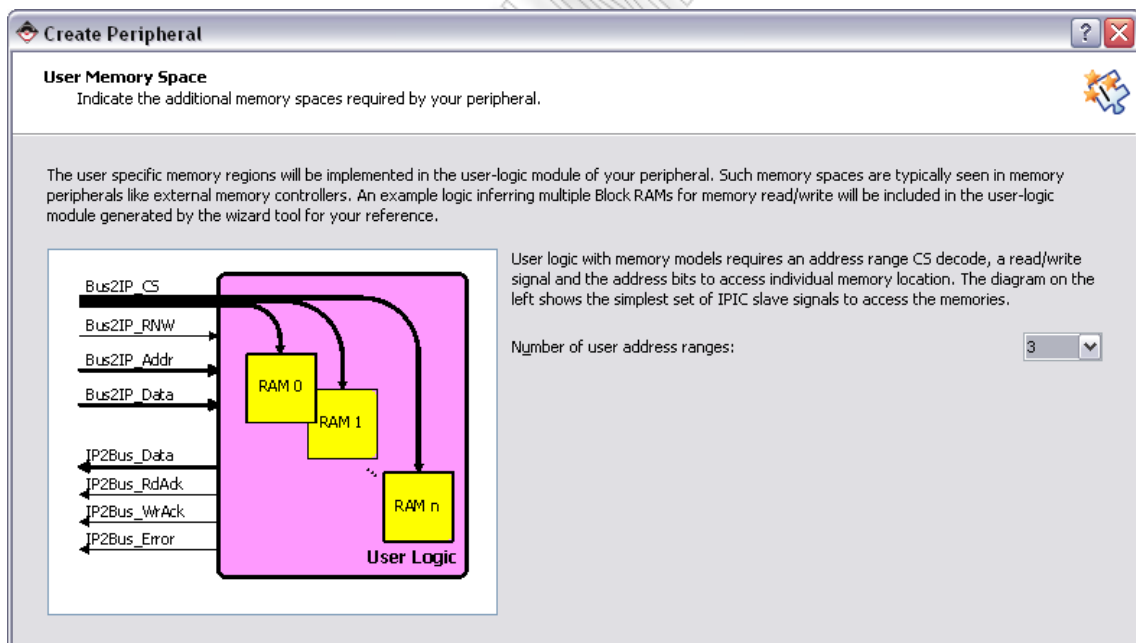 Create Peripheral
User Memory Space
Indicate the additional memory spaces required by your peripheral.
The user specific memory regions will be implemented in the user-logic module of your peripheral. Such memory spaces are typically seen in memory
peripherals like external memory controllers. An example logic inferring multiple Block RAMs for memory read/write will be included in the user-logic
module generated by the wizard tool for your reference.
Bus2IP_CS
Bus2IP_RNW
Bus2IP_Addr
Bus2IP_Data
IP2Bus_Data
IP2Bus_RdAck
IP2Bus_WrAck
IP2Bus_Error
RAM 0
RAM 1
RAM n
User Logic
User logic with memory models requires an address range CS decode, a read/write
signal and the address bits to access individual memory location. The diagram on the
left shows the simplest set of IPIC slave signals to access the memories.
Number of user address ranges: 3